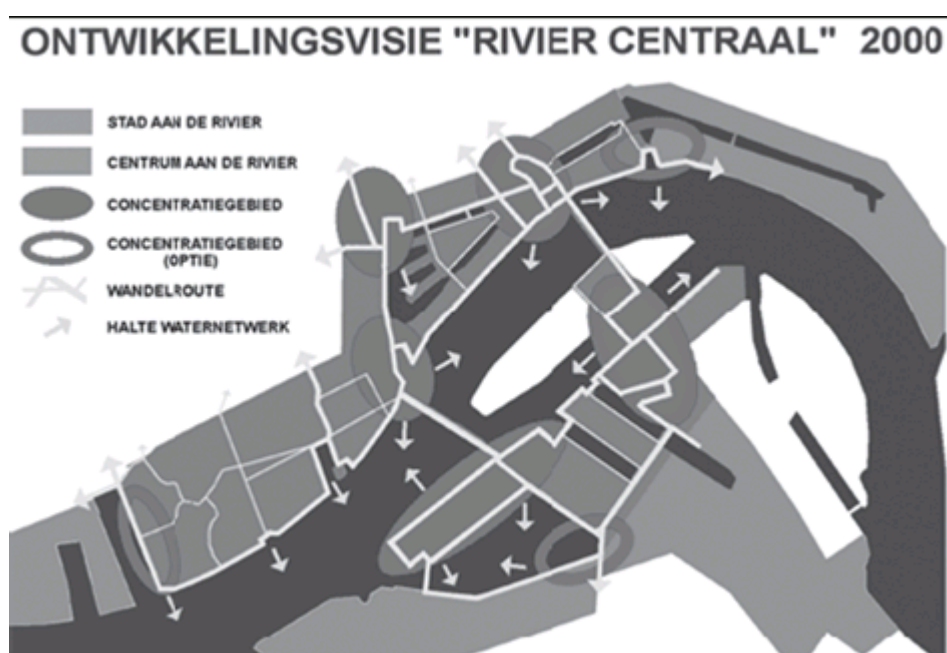 ONTWIKKELINGSVISIE "RIVIER CENTRAAL" 2000
STAD AAN DE RIVIER
CENTRUM AAN DE RIVIER
CONCENTRATIEGEBIED
CONCENTRATIEGEBIED
(OPTIE)
WANDELROUTE
HALTE WATERNETWERK